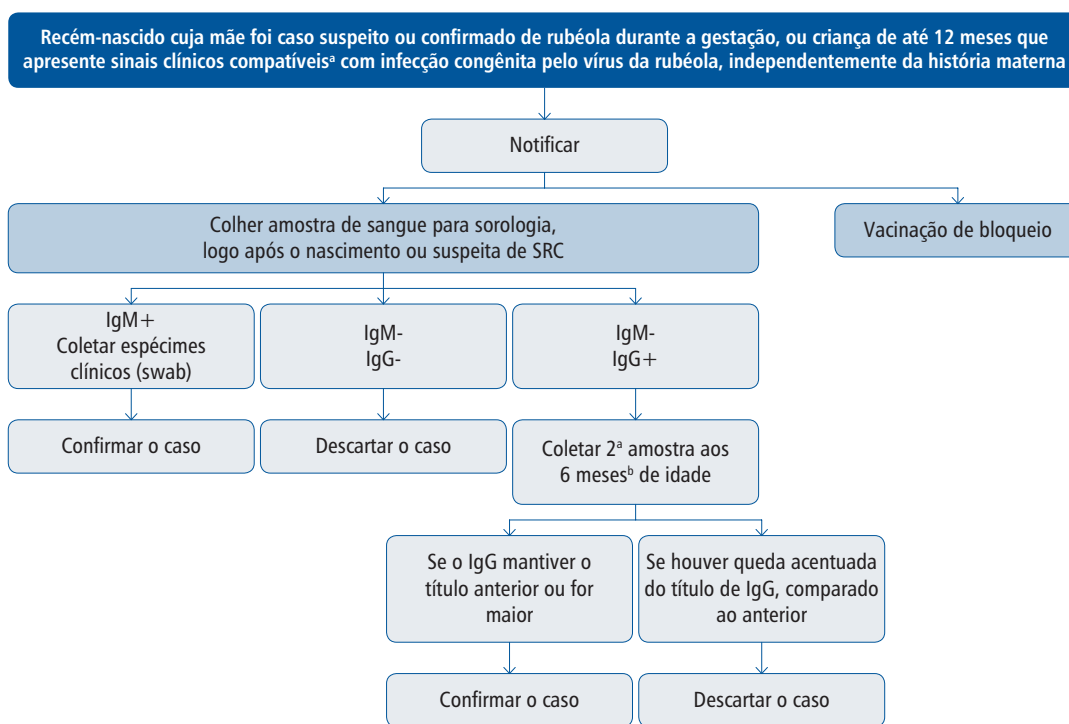 Recém-nascido cuja mãe foi caso suspeito ou confirmado de rubéola durante a gestação, ou criança de até 12 meses que
apresente sinais clínicos compatíveisᵃ com infecção congênita pelo vírus da rubéola, independentemente da história materna
Notificar
Colher amostra de sangue para sorologia,
logo após o nascimento ou suspeita de SRC
Vacinação de bloqueio
IgM+
Coletar espécimes
clínicos (swab)
IgM-
IgG-
IgM-
IgG+
Confirmar o caso
Descartar o caso
Coletar 2ª amostra aos
6 mesesᵇ de idade
Se o IgG mantiver o
título anterior ou for
maior
Se houver queda acentuada
do título de IgG, comparado
ao anterior
Confirmar o caso
Descartar o caso